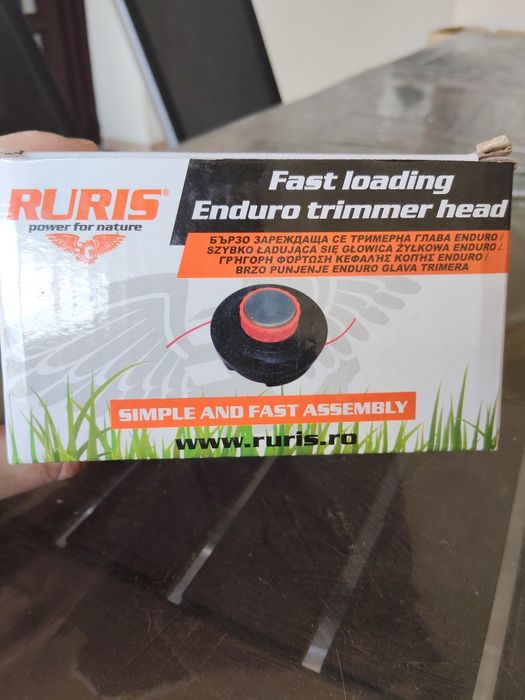 RURIS®
power for nature
Fast loading
Enduro trimmer head
БЪРЗО ЗАРЕЖДАЩА СЕ ТРИМЕРНА ГЛАВА ENDURO /
SZYBKO ŁADUJĄCA SIĘ GŁOWICA ŻYŁKOWA ENDURO /
ΓΡΗΓΟΡΗ ΦΟΡΤΩΣΗ ΚΕΦΑΛΗΣ ΚΟΠΗΣ ENDURO /
BRZO PUNJENJE ENDURO GLAVA TRIMERA
SIMPLE AND FAST ASSEMBLY
www.ruris.ro